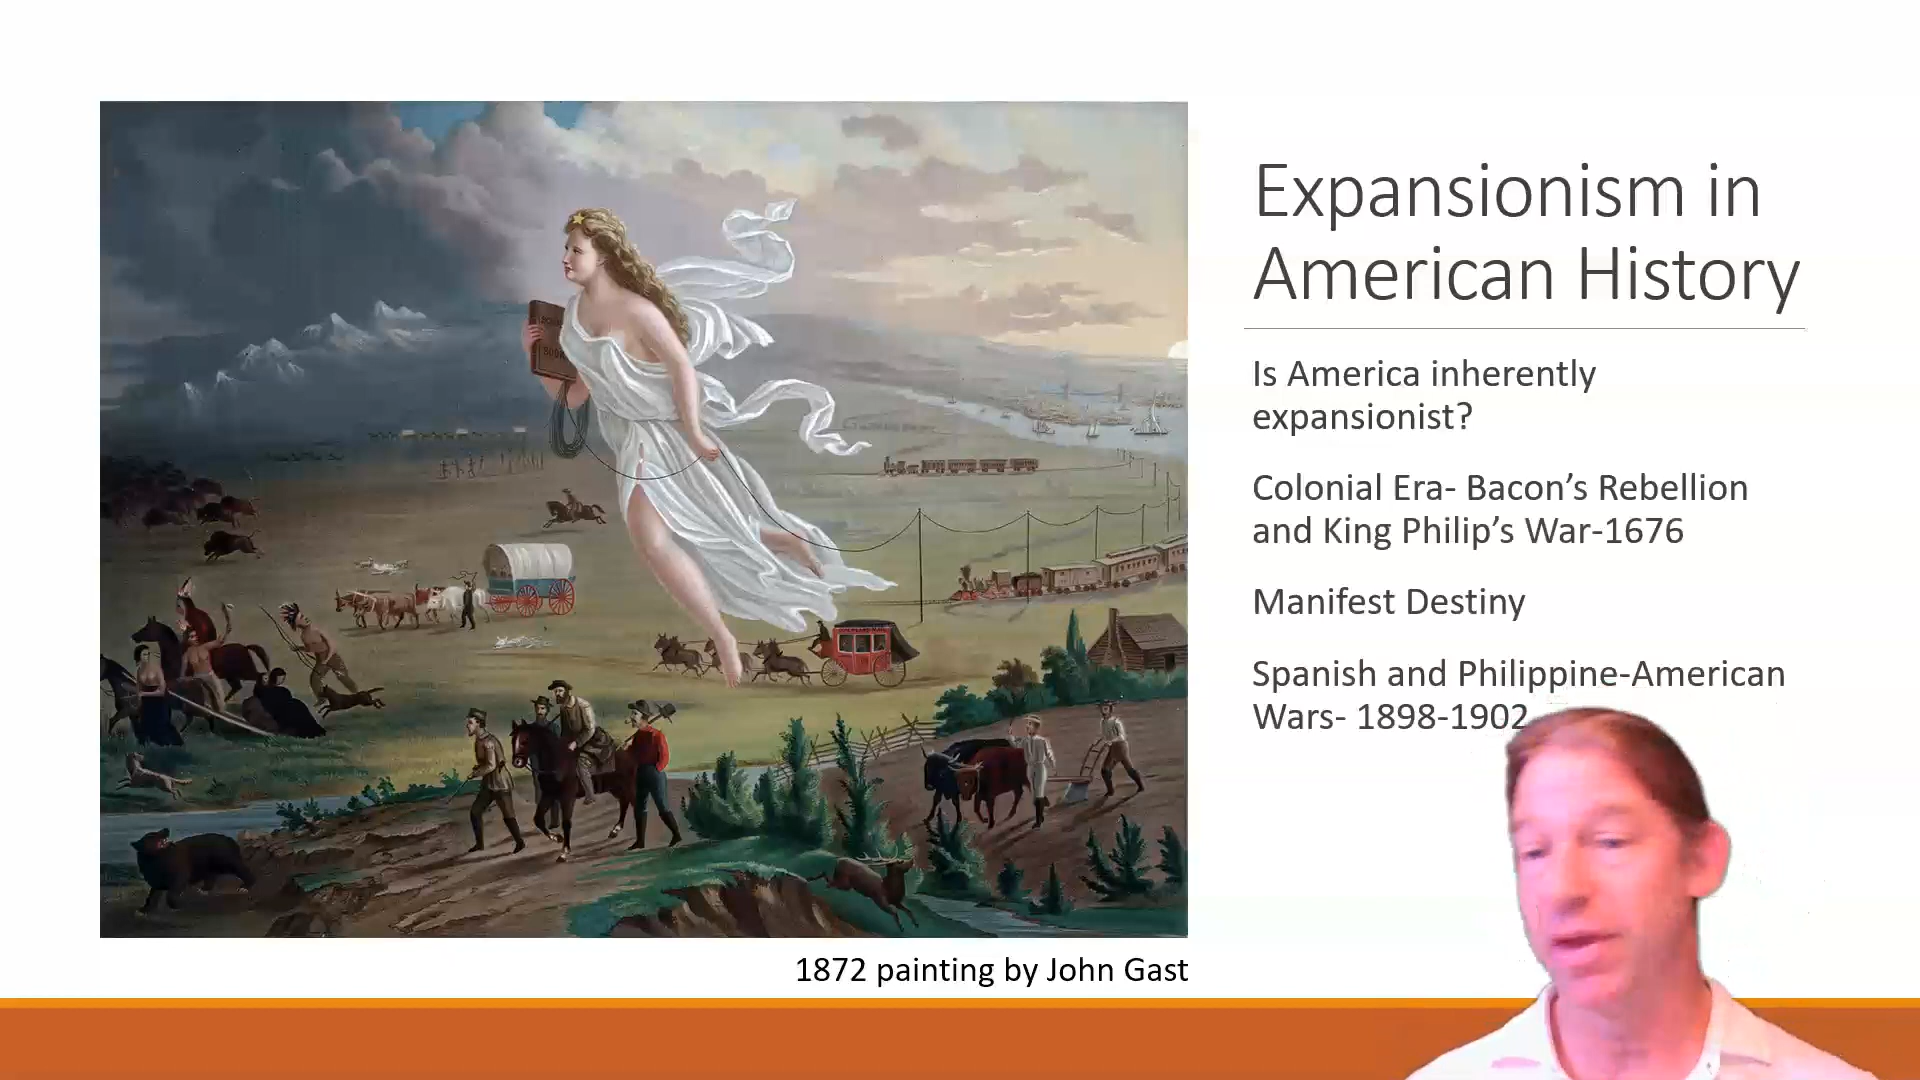 Expansionism in
American History
Is America inherently
expansionist?
Colonial Era- Bacon’s Rebellion
and King Philip’s War-1676
Manifest Destiny
Spanish and Philippine-American
Wars- 1898-1902
1872 painting by John Gast